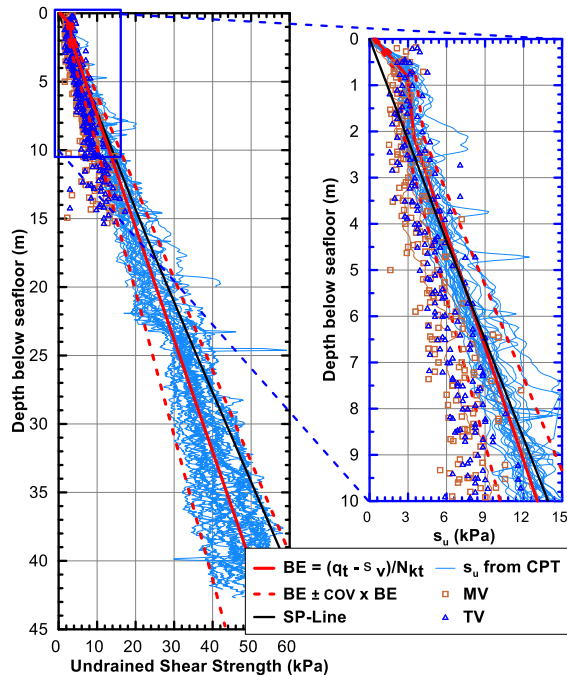 0
5
10
15
20
25
30
35
40
45
Depth below seafloor (m)
0 10 20 30 40 50 60
Undrained Shear Strength (kPa)
0
1
2
3
4
5
6
7
8
9
10
Depth below seafloor (m)
0 3 6 9 12 15
su (kPa)
BE = (qt - S v)/Nkt
BE ± COV x BE
SP-Line
su from CPT
MV
TV